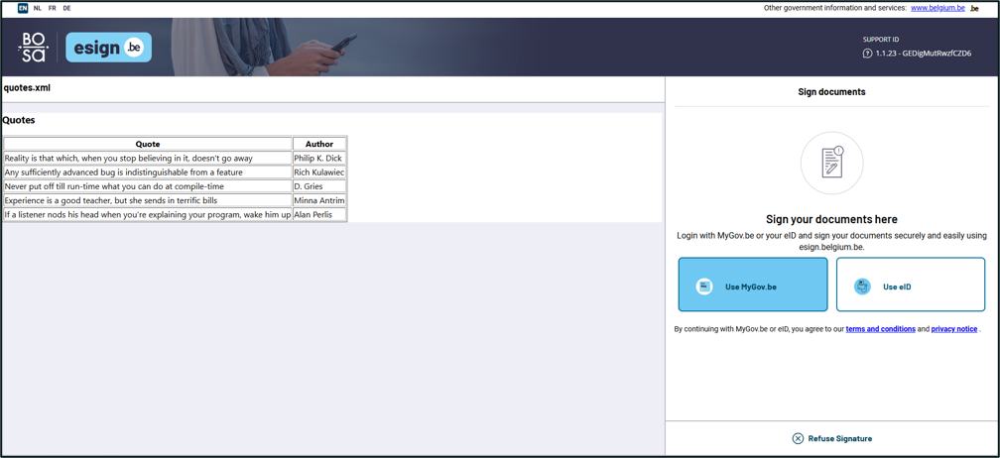 EN NL FR DE
Other government information and services: www.belgium.be .be
BOSA
esign .be
SUPPORT ID
1.1.23 - GEDigMutRwzfCZD6
quotes.xml
Quotes
Quote Author
Reality is that which, when you stop believing in it, doesn't go away Philip K. Dick
Any sufficiently advanced bug is indistinguishable from a feature Rich Kulawiec
Never put off till run-time what you can do at compile-time D. Gries
Experience is a good teacher, but she sends in terrific bills Minna Antrim
If a listener nods his head when you're explaining your program, wake him up Alan Perlis
Sign documents
Sign your documents here
Login with MyGov.be or your eID and sign your documents securely and easily using
esign.belgium.be.
Use MyGov.be
Use eID
By continuing with MyGov.be or eID, you agree to our terms and conditions and privacy notice .
Refuse Signature